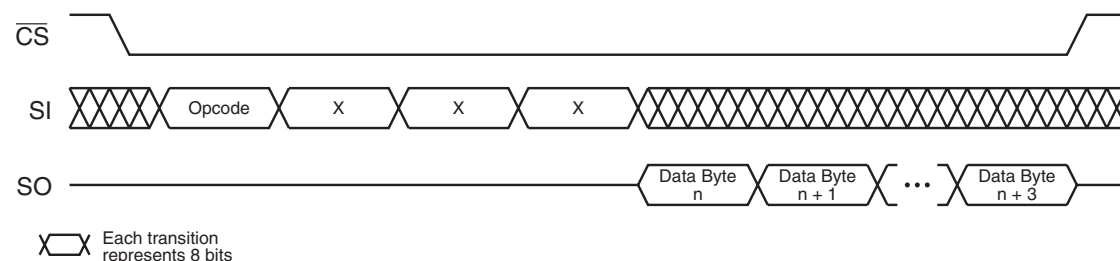 CS
SI Opcode X X X
SO Data Byte n Data Byte n + 1 ••• Data Byte n + 3
Each transition
represents 8 bits